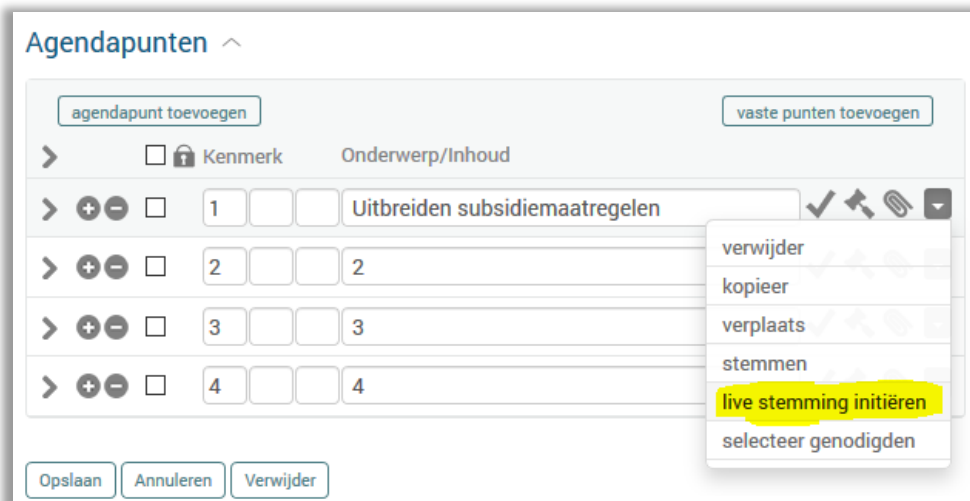 Agendapunten
agendapunt toevoegen
vaste punten toevoegen
Kenmerk Onderwerp/Inhoud
1 Uitbreiden subsidiemaatregelen
2 2
3 3
4 4
verwijder
kopieer
verplaats
stemmen
live stemming initiëren
selecteer genodigden
Opslaan Annuleren Verwijder